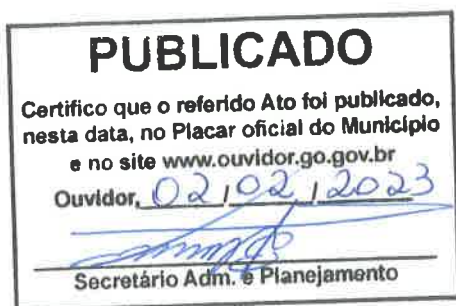 PUBLICADO
Certifico que o referido Ato foi publicado,
nesta data, no Placar oficial do Município
e no site www.ouvidor.go.gov.br
Ouvidor, 02/02/2023
Secretário Adm. e Planejamento